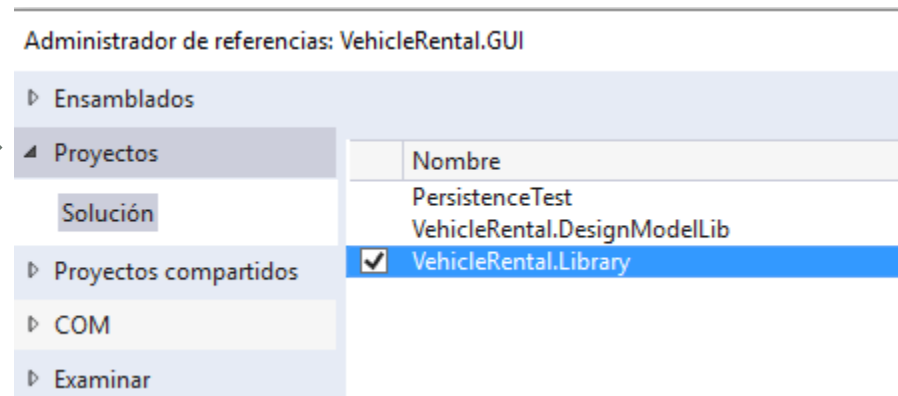 Administrador de referencias: VehicleRental.GUI
Ensamblados
Proyectos
Solución
Proyectos compartidos
COM
Examinar
Nombre
PersistenceTest
VehicleRental.DesignModelLib
VehicleRental.Library